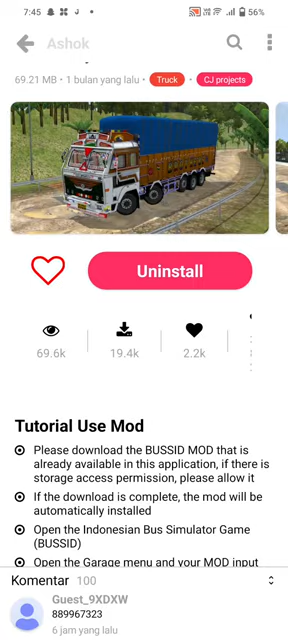 7:45
56%
Ashok
69.21 MB • 1 bulan yang lalu • Truck • CJ projects
Uninstall
69.6k
19.4k
2.2k
Tutorial Use Mod
Please download the BUSSID MOD that is
already available in this application, if there is
storage access permission, please allow it
If the download is complete, the mod will be
automatically installed
Open the Indonesian Bus Simulator Game
(BUSSID)
Open the Garage menu and your MOD input
Komentar 100
Guest_9XDXW
889967323
6 jam yang lalu